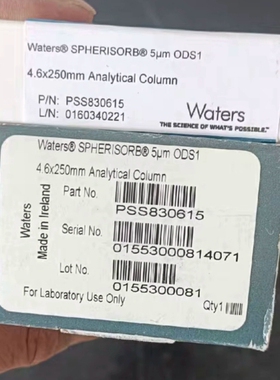 Waters® SPHERISORB® 5µm ODS1
4.6x250mm Analytical Column
P/N: PSS830615
L/N: 0160340221
Waters
THE SCIENCE OF WHAT'S POSSIBLE.®
Waters® SPHERISORB® 5µm ODS1
4.6x250mm Analytical Column
Part No.
PSS830615
Serial No.
01553000814071
Lot No.
0155300081
For Laboratory Use Only
Qty1
Waters
Made in Ireland